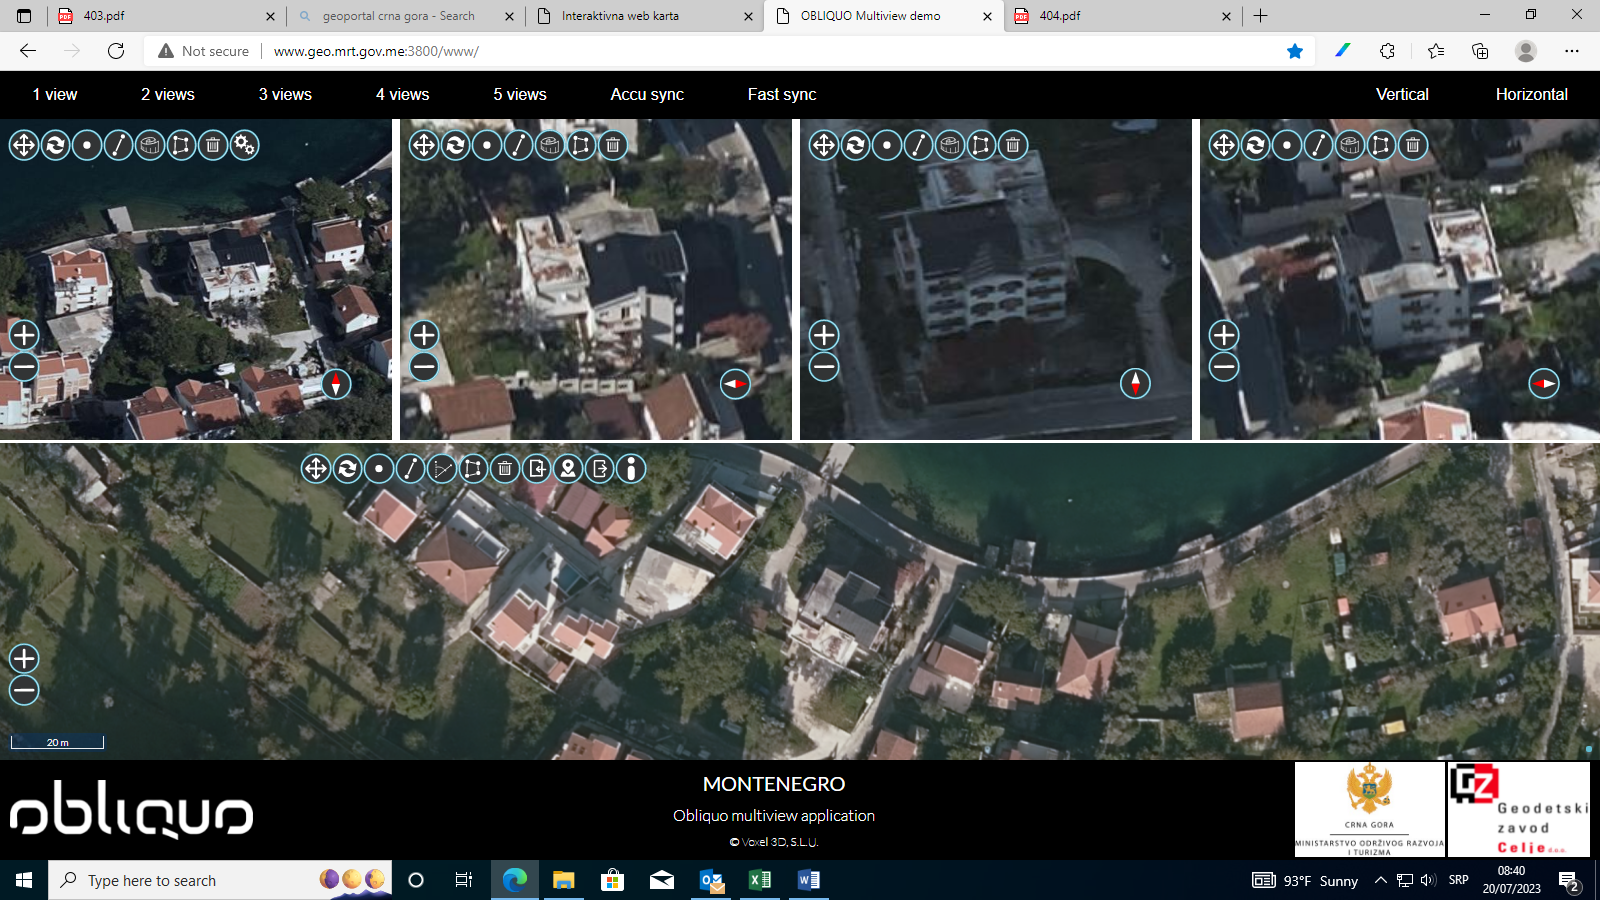 403.pdf
geoportal crna gora - Search
Interaktivna web karta
OBLIQUO Multiview demo
404.pdf
Not secure
www.geo.mrt.gov.me:3800/www/
1 view
2 views
3 views
4 views
5 views
Accu sync
Fast sync
Vertical
Horizontal
20 m
obliquo
MONTENEGRO
Obliquo multiview application
© Voxel 3D, S.L.U.
CRNA GORA
MINISTARSTVO ODRŽIVOG RAZVOJA
I TURIZMA
GZ
Geodetski
zavod
Celje d.o.o.
Type here to search
93°F Sunny
SRP
08:40
20/07/2023
2